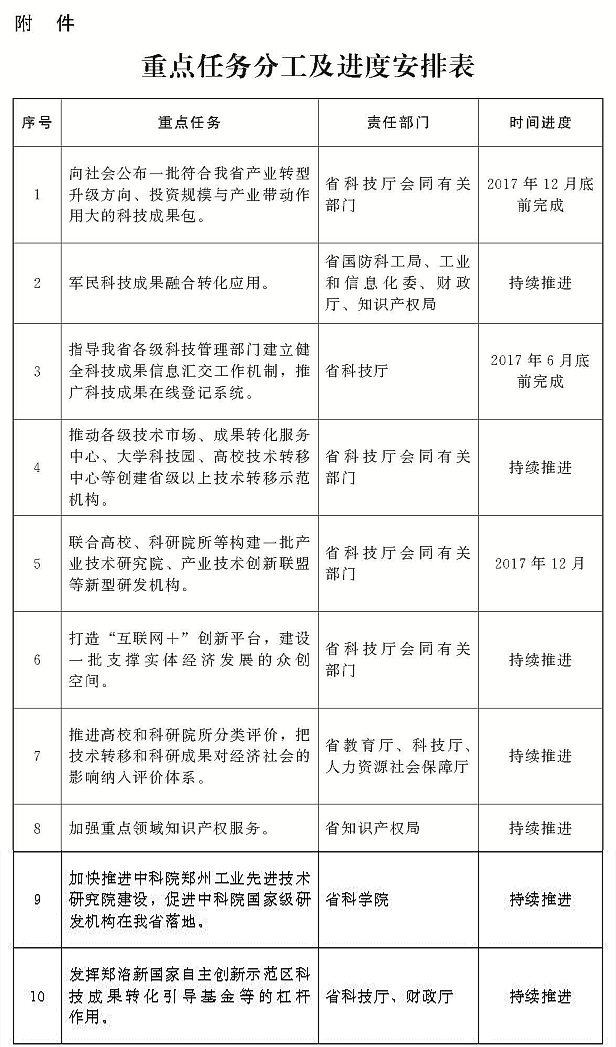 附 件
重点任务分工及进度安排表
序号 重点任务 责任部门 时间进度
1 向社会公布一批符合我省产业转型升级方向、投资规模与产业带动作用大的科技成果包。 省科技厅会同有关部门 2017年12月底前完成
2 军民科技成果融合转化应用。 省国防科工局、工业和信息化委、财政厅、知识产权局 持续推进
3 指导我省各级科技管理部门建立健全科技成果信息汇交工作机制，推广科技成果在线登记系统。 省科技厅 2017年6月底前完成
4 推动各级技术市场、成果转化服务中心、大学科技园、高校技术转移中心等创建省级以上技术转移示范机构。 省科技厅会同有关部门 持续推进
5 联合高校、科研院所等构建一批产业技术研究院、产业技术创新联盟等新型研发机构。 省科技厅会同有关部门 2017年12月
6 打造“互联网＋”创新平台，建设一批支撑实体经济发展的众创空间。 省科技厅会同有关部门 持续推进
7 推进高校和科研院所分类评价，把技术转移和科研成果对经济社会的影响纳入评价体系。 省教育厅、科技厅、人力资源社会保障厅 持续推进
8 加强重点领域知识产权服务。 省知识产权局 持续推进
9 加快推进中科院郑州工业先进技术研究院建设，促进中科院国家级研发机构在我省落地。 省科学院 持续推进
10 发挥郑洛新国家自主创新示范区科技成果转化引导基金等的杠杆作用。 省科技厅、财政厅 持续推进